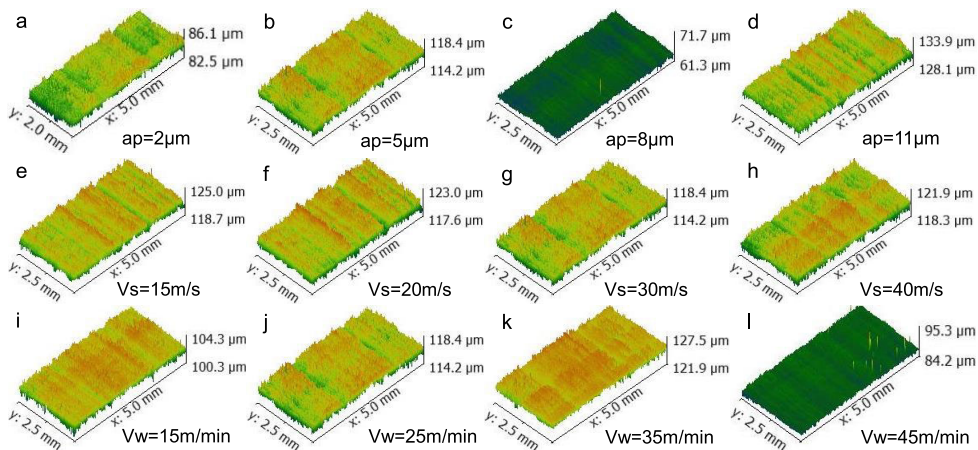 a
86.1 µm
82.5 µm
y: 2.0 mm
x: 5.0 mm
ap=2µm
b
118.4 µm
114.2 µm
y: 2.5 mm
x: 5.0 mm
ap=5µm
c
71.7 µm
61.3 µm
y: 2.5 mm
x: 5.0 mm
ap=8µm
d
133.9 µm
128.1 µm
y: 2.5 mm
x: 5.0 mm
ap=11µm
e
125.0 µm
118.7 µm
y: 2.5 mm
x: 5.0 mm
Vs=15m/s
f
123.0 µm
117.6 µm
y: 2.5 mm
x: 5.0 mm
Vs=20m/s
g
118.4 µm
114.2 µm
y: 2.5 mm
x: 5.0 mm
Vs=30m/s
h
121.9 µm
118.3 µm
y: 2.5 mm
x: 5.0 mm
Vs=40m/s
i
104.3 µm
100.3 µm
y: 2.5 mm
x: 5.0 mm
Vw=15m/min
j
118.4 µm
114.2 µm
y: 2.5 mm
x: 5.0 mm
Vw=25m/min
k
127.5 µm
121.9 µm
y: 2.5 mm
x: 5.0 mm
Vw=35m/min
l
95.3 µm
84.2 µm
y: 2.5 mm
x: 5.0 mm
Vw=45m/min